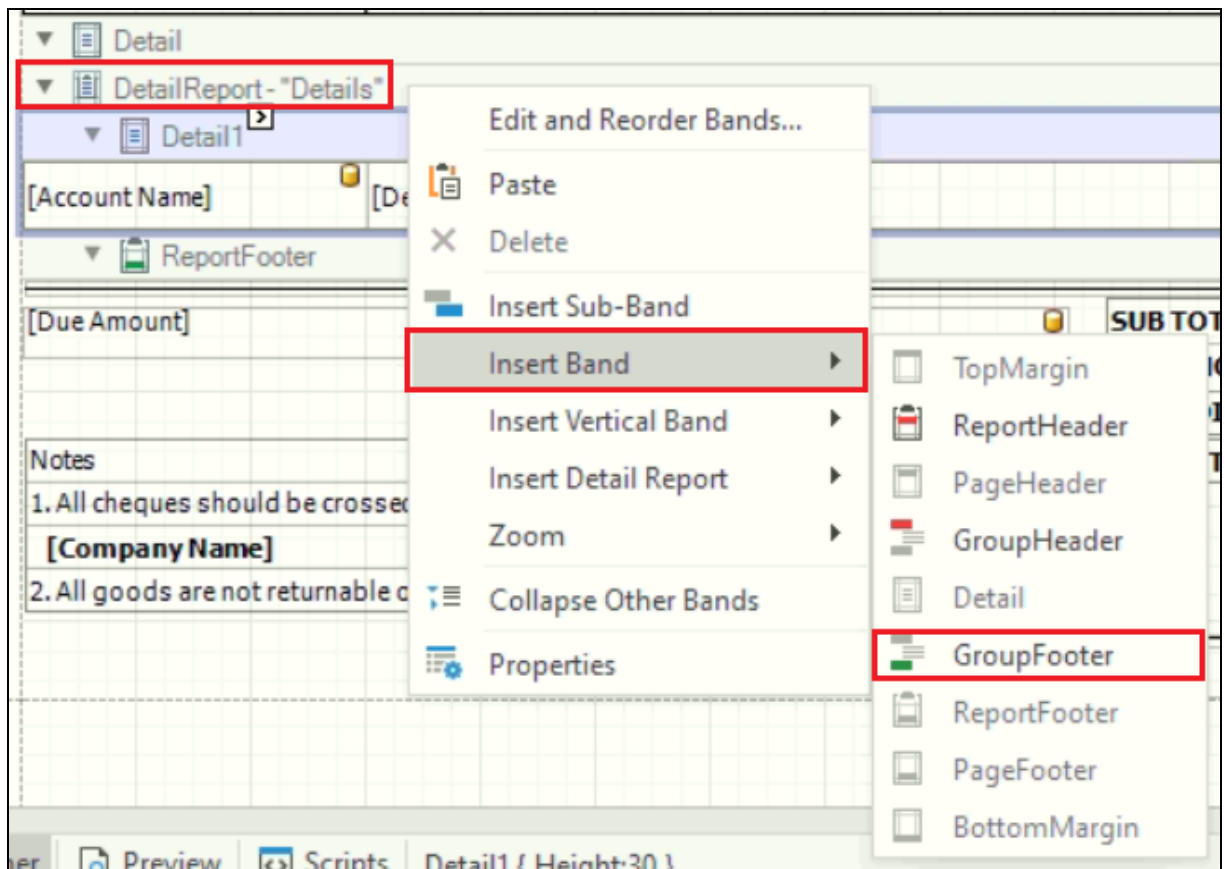 Detail
DetailReport - "Details"
Detail1
[Account Name]
ReportFooter
[Due Amount]
SUB TOT
Notes
1. All cheques should be crossed
[Company Name]
2. All goods are not returnable o
Edit and Reorder Bands...
Paste
Delete
Insert Sub-Band
Insert Band
Insert Vertical Band
Insert Detail Report
Zoom
Collapse Other Bands
Properties
TopMargin
ReportHeader
PageHeader
GroupHeader
Detail
GroupFooter
ReportFooter
PageFooter
BottomMargin
Preview
Scripts
Detail1 { Height:30 }